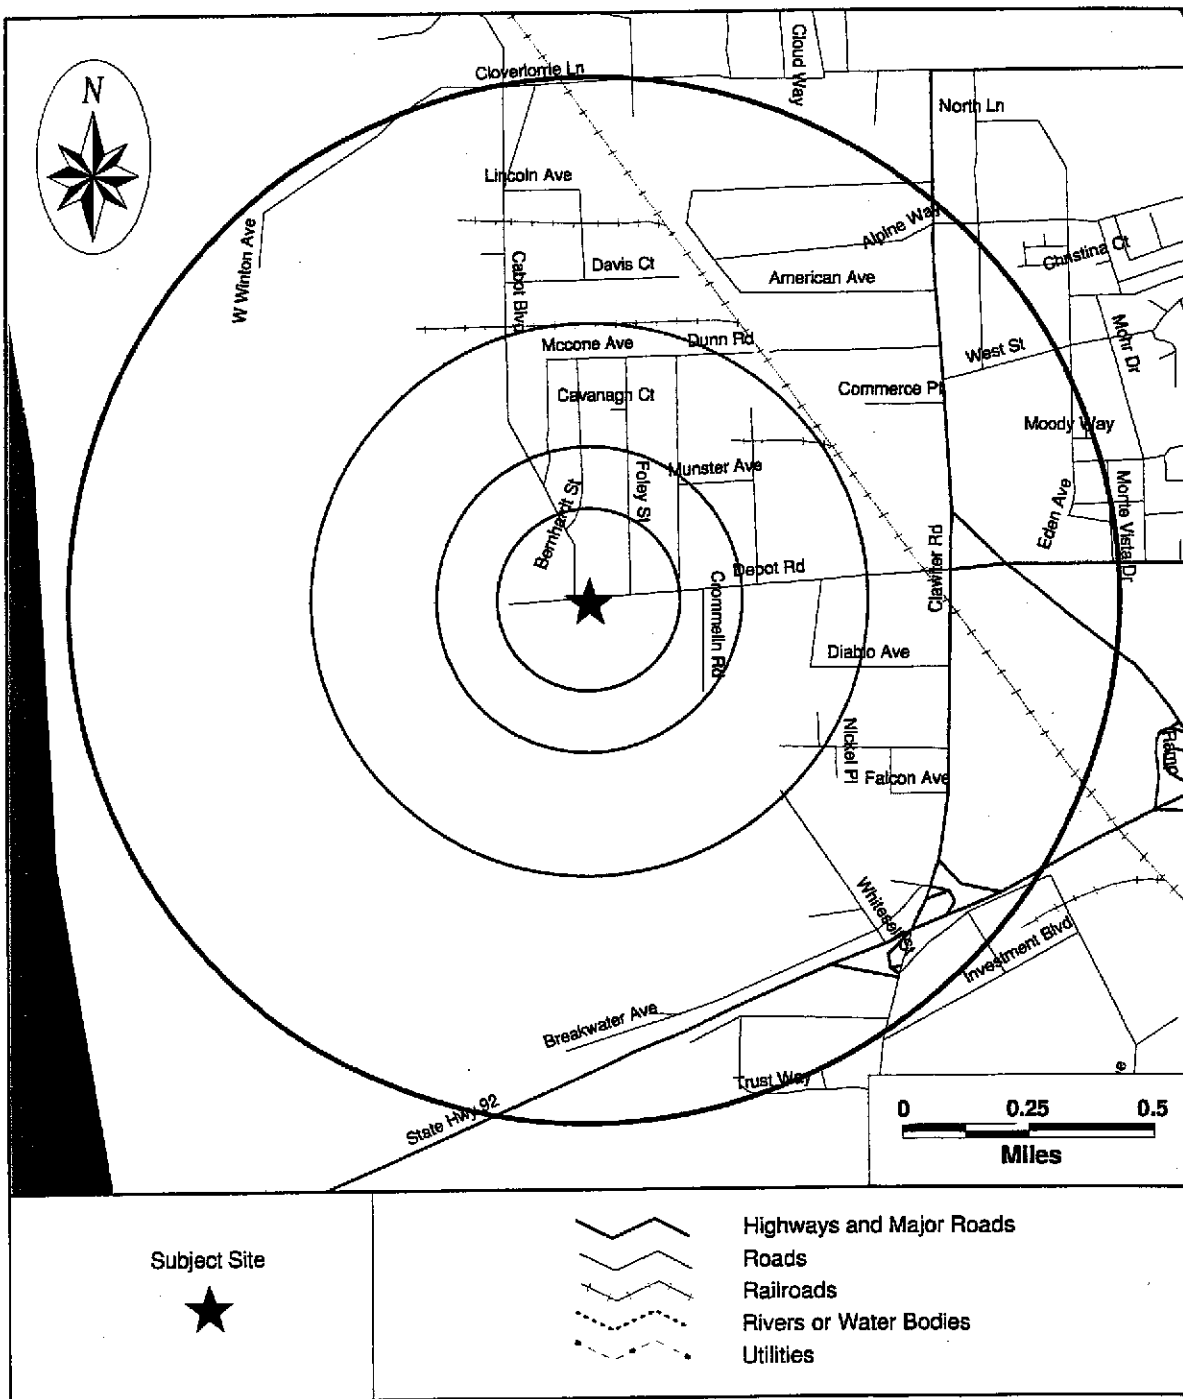 Cloverlorrie Ln
Cloud Way
N
North Ln
Lincoln Ave
W Winton Ave
Alpine Way
Cabot Blvd
Davis Ct
Christina Ct
American Ave
Mccone Ave
Dunn Rd
West St
Mohr Dr
Cavanagh Ct
Commerce Pl
Moody Way
Bernhardt St
Foley St
Munster Ave
Eden Ave
Monte Vista Dr
Depot Rd
Crommelin Rd
Clawiter Rd
Diablo Ave
Nickel Pl
Ramp
Falcon Ave
Whitesell St
Investment Blvd
Breakwater Ave
Trust Way
e
State Hwy 92
0 0.25 0.5
Miles
Subject Site
Highways and Major Roads
Roads
Railroads
Rivers or Water Bodies
Utilities